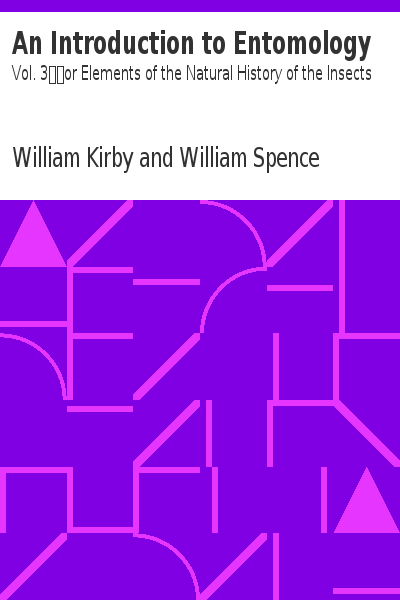 An Introduction to Entomology
Vol. 3▯▯or Elements of the Natural History of the Insects
William Kirby and William Spence